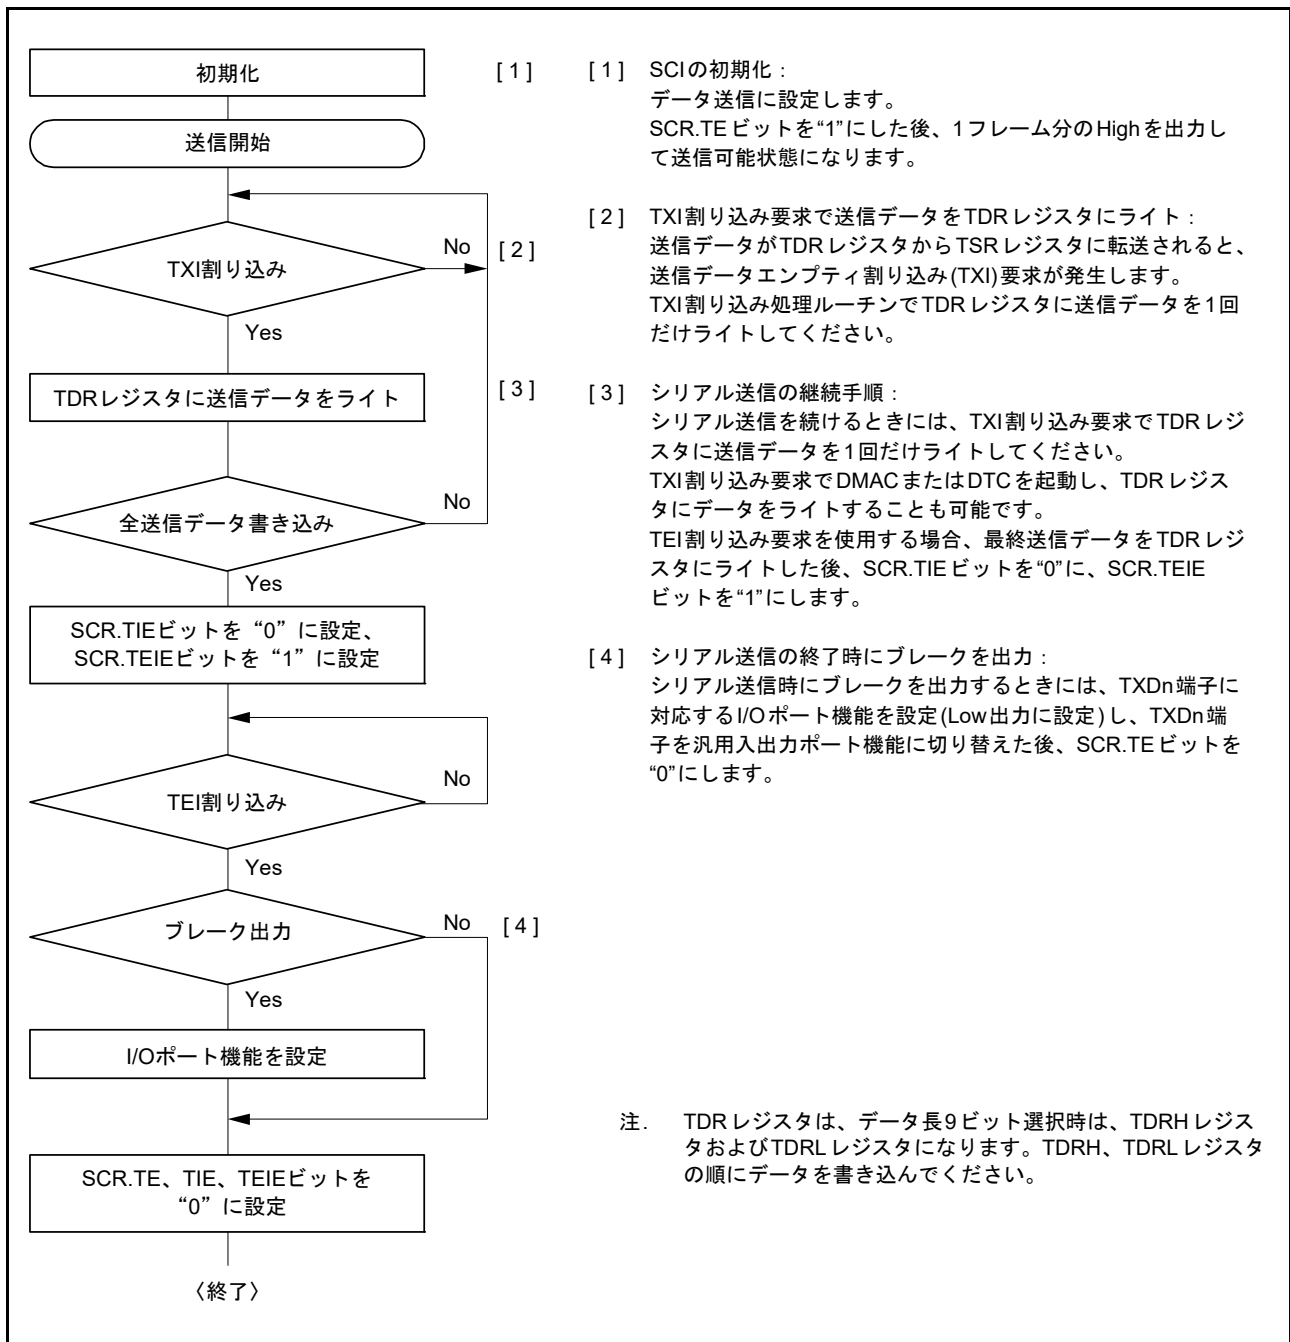 初期化
[1]
送信開始
TXI割り込み
No
[2]
Yes
TDRレジスタに送信データをライト
[3]
全送信データ書き込み
No
Yes
SCR.TIEビットを“0”に設定、
SCR.TEIEビットを“1”に設定
TEI割り込み
No
Yes
ブレーク出力
No
[4]
Yes
I/Oポート機能を設定
SCR.TE、TIE、TEIEビットを
“0”に設定
〈終了〉
[1] SCIの初期化:
データ送信に設定します。
SCR.TEビットを“1”にした後、1フレーム分のHighを出力し
て送信可能状態になります。
[2] TXI割り込み要求で送信データをTDRレジスタにライト:
送信データがTDRレジスタからTSRレジスタに転送されると、
送信データエンプティ割り込み(TXI)要求が発生します。
TXI割り込み処理ルーチンでTDRレジスタに送信データを1回
だけライトしてください。
[3] シリアル送信の継続手順:
シリアル送信を続けるときには、TXI割り込み要求でTDRレジ
スタに送信データを1回だけライトしてください。
TXI割り込み要求でDMACまたはDTCを起動し、TDRレジス
タにデータをライトすることも可能です。
TEI割り込み要求を使用する場合、最終送信データをTDRレジ
スタにライトした後、SCR.TIEビットを“0”に、SCR.TEIE
ビットを“1”にします。
[4] シリアル送信の終了時にブレークを出力:
シリアル送信時にブレークを出力するときには、TXDn端子に
対応するI/Oポート機能を設定(Low出力に設定)し、TXDn端
子を汎用入出力ポート機能に切り替えた後、SCR.TEビットを
“0”にします。
注. TDRレジスタは、データ長9ビット選択時は、TDRHレジス
タおよびTDRLレジスタになります。TDRH、TDRLレジスタ
の順にデータを書き込んでください。